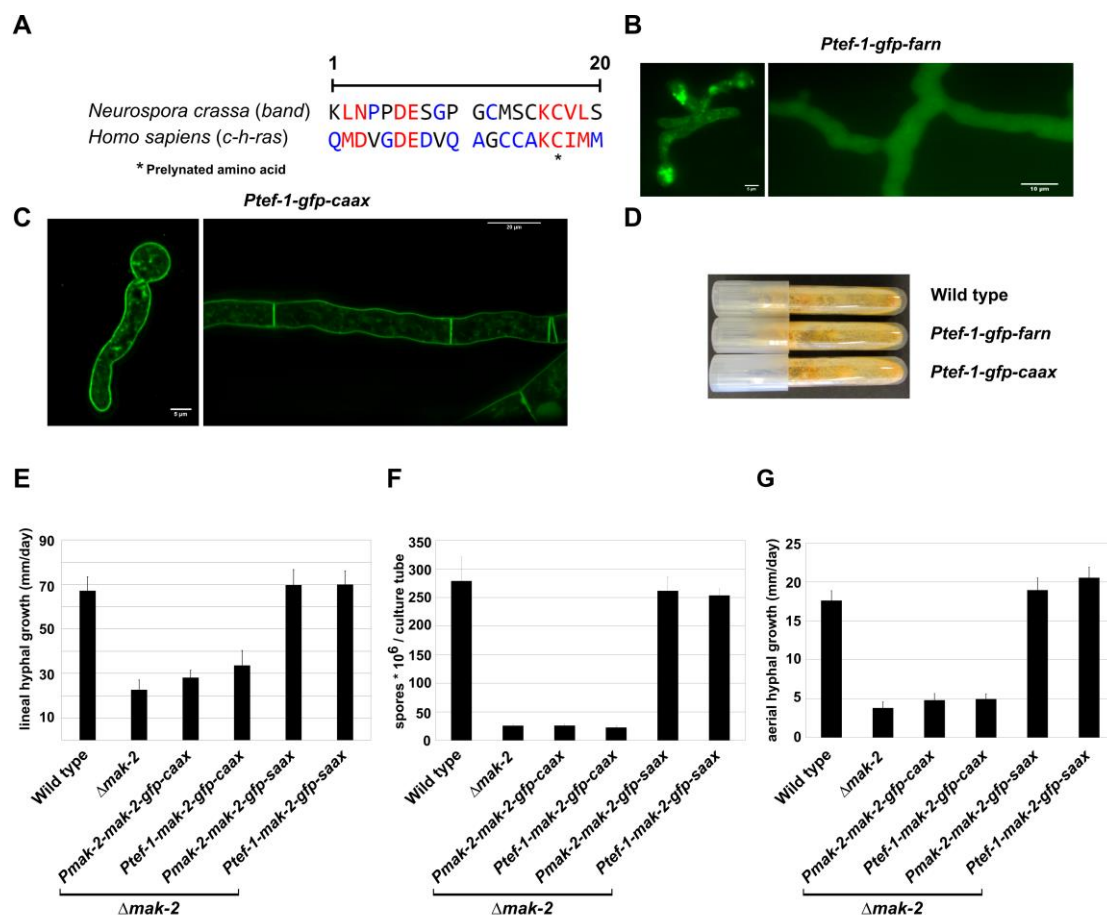 A
1 20
Neurospora crassa (band) KLNPPDESGP GCMSCKCVLS
Homo sapiens (c-h-ras) QMDVGDEDVQ AGCCAKCIMM
* Prelynated amino acid *
B
Ptef-1-gfp-farn
5 µm
10 µm
C
Ptef-1-gfp-caax
5 µm
20 µm
D
Wild type
Ptef-1-gfp-farn
Ptef-1-gfp-caax
E
lineal hyphal growth (mm/day)
90
70
50
30
10
Wild type
Δmak-2
Pmak-2-mak-2-gfp-caax
Ptef-1-mak-2-gfp-caax
Pmak-2-mak-2-gfp-saax
Ptef-1-mak-2-gfp-saax
Δmak-2
F
spores * 10⁶ / culture tube
350
300
250
200
150
100
50
0
Wild type
Δmak-2
Pmak-2-mak-2-gfp-caax
Ptef-1-mak-2-gfp-caax
Pmak-2-mak-2-gfp-saax
Ptef-1-mak-2-gfp-saax
Δmak-2
G
aerial hyphal growth (mm/day)
25
20
15
10
5
0
Wild type
Δmak-2
Pmak-2-mak-2-gfp-caax
Ptef-1-mak-2-gfp-caax
Pmak-2-mak-2-gfp-saax
Ptef-1-mak-2-gfp-saax
Δmak-2